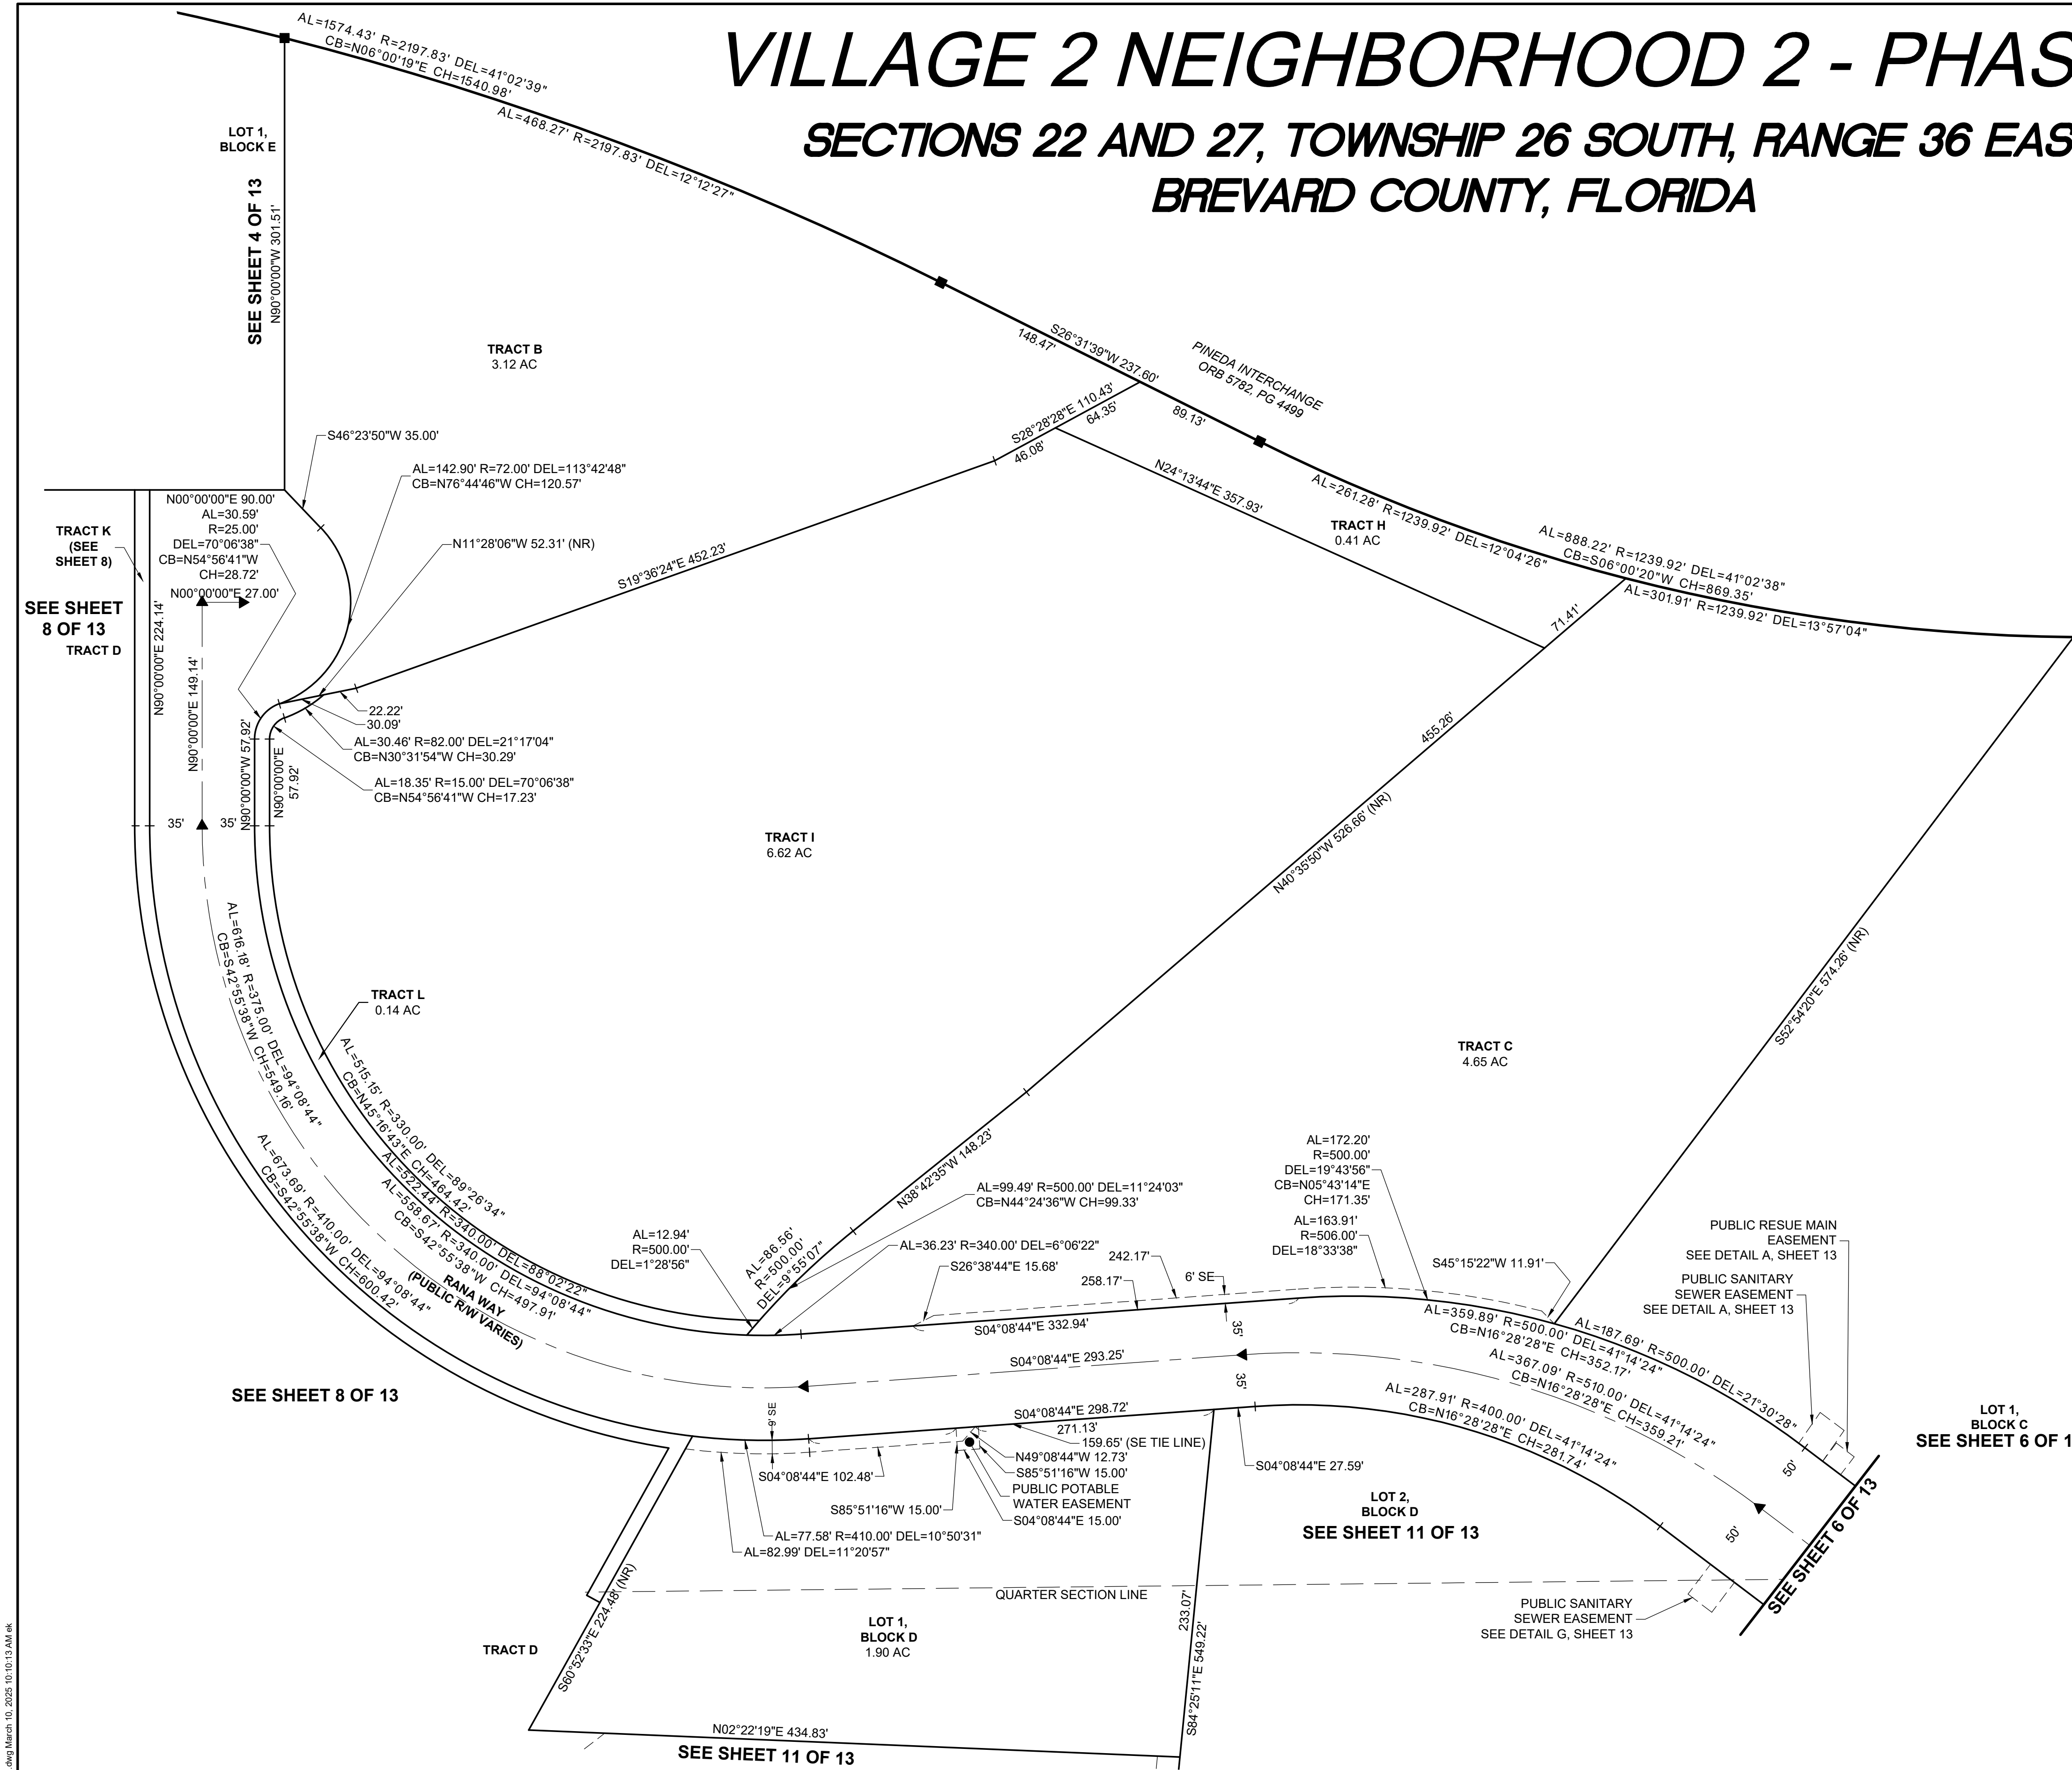 VILLAGE 2 NEIGHBORHOOD 2 - PHAS
SECTIONS 22 AND 27, TOWNSHIP 26 SOUTH, RANGE 36 EAS
BREVARD COUNTY, FLORIDA
AL=1574.43' R=2197.83' DEL=41°02'39"
CB=N06°00'19"E CH=1540.98'
AL=468.27' R=2197.83' DEL=12°12'27"
LOT 1,
BLOCK E
SEE SHEET 4 OF 13
N90°00'00"W 301.51'
TRACT B
3.12 AC
S26°31'39"W 237.60'
148.47'
PINEDA INTERCHANGE
ORB 5782, PG 4499
S28°28'28"E 110.43'
64.35'
46.08'
89.13'
S46°23'50"W 35.00'
AL=142.90' R=72.00' DEL=113°42'48"
CB=N76°44'46"W CH=120.57'
N24°13'44"E 357.93'
AL=261.28' R=1239.92' DEL=12°04'26"
TRACT H
0.41 AC
AL=888.22' R=1239.92' DEL=41°02'38"
CB=S06°00'20"W CH=869.35'
AL=301.91' R=1239.92' DEL=13°57'04"
71.41'
N00°00'00"E 90.00'
AL=30.59'
R=25.00'
DEL=70°06'38"
CB=N54°56'41"W
CH=28.72'
N00°00'00"E 27.00'
TRACT K
(SEE
SHEET 8)
SEE SHEET
8 OF 13
TRACT D
N11°28'06"W 52.31' (NR)
S19°36'24"E 452.23'
N90°00'00"E 224.14'
N90°00'00"E 149.14'
N90°00'00"W 57.92'
N90°00'00"E
57.92'
22.22'
30.09'
AL=30.46' R=82.00' DEL=21°17'04"
CB=N30°31'54"W CH=30.29'
AL=18.35' R=15.00' DEL=70°06'38"
CB=N54°56'41"W CH=17.23'
35'
35'
TRACT I
6.62 AC
455.26'
N40°35'50"W 526.66' (NR)
S52°54'20"E 574.26' (NR)
AL=616.18' R=375.00' DEL=94°08'44"
CB=S42°55'38"W CH=549.16'
TRACT L
0.14 AC
TRACT C
4.65 AC
AL=515.15' R=330.00' DEL=89°26'34"
CB=N45°16'43"E CH=464.42'
AL=522.44' R=340.00' DEL=88°02'22"
AL=558.67' R=340.00' DEL=94°08'44"
CB=S42°55'38"W CH=497.91'
AL=673.69' R=410.00' DEL=94°08'44"
CB=S42°55'38"W CH=600.42'
RANA WAY
(PUBLIC R/W VARIES)
N38°42'35"W 148.23'
AL=99.49' R=500.00' DEL=11°24'03"
CB=N44°24'36"W CH=99.33'
AL=12.94'
R=500.00'
DEL=1°28'56"
AL=86.56'
R=500.00'
DEL=9°55'07"
AL=36.23' R=340.00' DEL=6°06'22"
S26°38'44"E 15.68'
242.17'
258.17'
6' SE
AL=172.20'
R=500.00'
DEL=19°43'56"
CB=N05°43'14"E
CH=171.35'
AL=163.91'
R=506.00'
DEL=18°33'38"
S45°15'22"W 11.91'
PUBLIC RESUE MAIN
EASEMENT
SEE DETAIL A, SHEET 13
PUBLIC SANITARY
SEWER EASEMENT
SEE DETAIL A, SHEET 13
S04°08'44"E 332.94'
35'
S04°08'44"E 293.25'
35'
AL=359.89' R=500.00' DEL=41°14'24"
CB=N16°28'28"E CH=352.17'
AL=187.69' R=500.00' DEL=21°30'28"
AL=367.09' R=510.00' DEL=41°14'24"
CB=N16°28'28"E CH=359.21'
AL=287.91' R=400.00' DEL=41°14'24"
CB=N16°28'28"E CH=281.74'
50'
50'
LOT 1,
BLOCK C
SEE SHEET 6 OF 1
SEE SHEET 6 OF 13
SEE SHEET 8 OF 13
9' SE
S04°08'44"E 298.72'
271.13'
159.65' (SE TIE LINE)
N49°08'44"W 12.73'
S85°51'16"W 15.00'
PUBLIC POTABLE
WATER EASEMENT
S04°08'44"E 15.00'
S04°08'44"E 102.48'
S85°51'16"W 15.00'
AL=77.58' R=410.00' DEL=10°50'31"
AL=82.99' DEL=11°20'57"
S04°08'44"E 27.59'
LOT 2,
BLOCK D
SEE SHEET 11 OF 13
QUARTER SECTION LINE
PUBLIC SANITARY
SEWER EASEMENT
SEE DETAIL G, SHEET 13
S60°52'33"E 224.48' (NR)
TRACT D
LOT 1,
BLOCK D
1.90 AC
233.07'
S84°25'11"E 549.22'
N02°22'19"E 434.83'
SEE SHEET 11 OF 13
.dwg March 10, 2025 10:10:13 AM ek